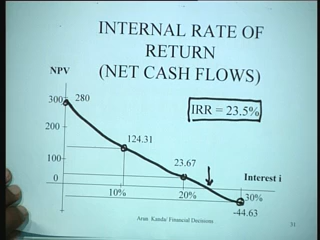 INTERNAL RATE OF
RETURN
(NET CASH FLOWS)
NPV
300
280
IRR = 23.5%
200
124.31
100
23.67
Interest i
0
10%
20%
30%
-44.63
Arun Kanda/ Financial Decisions
31